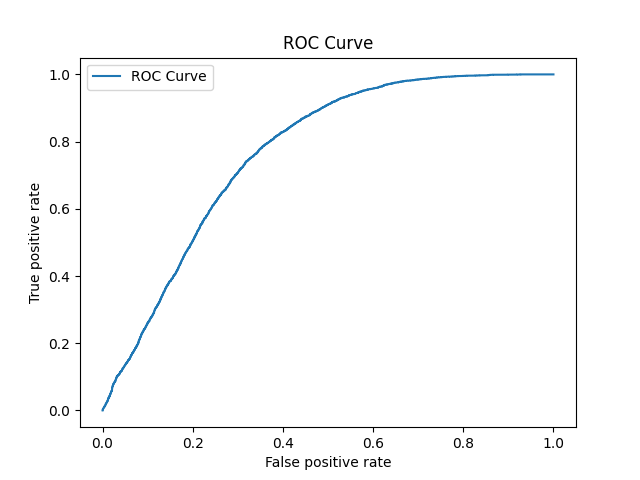 ROC Curve
ROC Curve
1.0
0.8
0.6
0.4
0.2
0.0
True positive rate
0.0 0.2 0.4 0.6 0.8 1.0
False positive rate